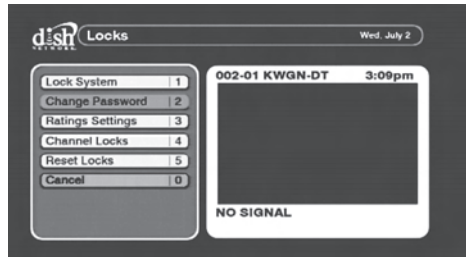 dish
NETWORK
Locks
Wed, July 2
Lock System 1
Change Password 2
Ratings Settings 3
Channel Locks 4
Reset Locks 5
Cancel 0
002-01 KWGN-DT 3:09pm
NO SIGNAL